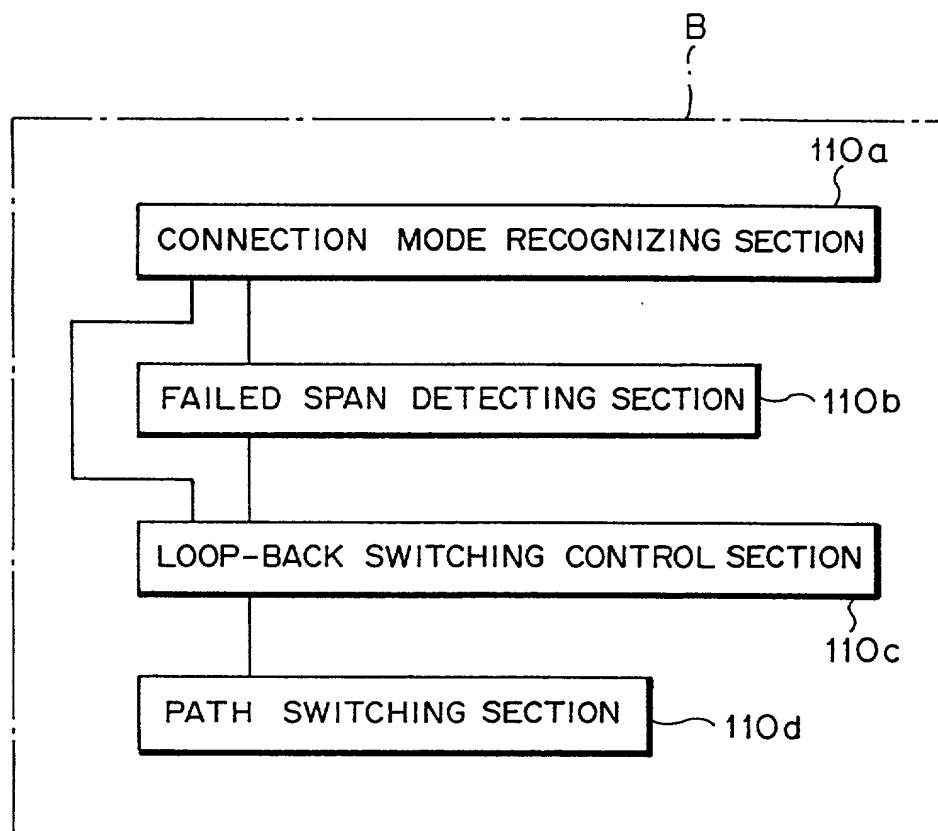 B
110a
CONNECTION MODE RECOGNIZING SECTION
FAILED SPAN DETECTING SECTION
110b
LOOP-BACK SWITCHING CONTROL SECTION
110c
PATH SWITCHING SECTION
110d